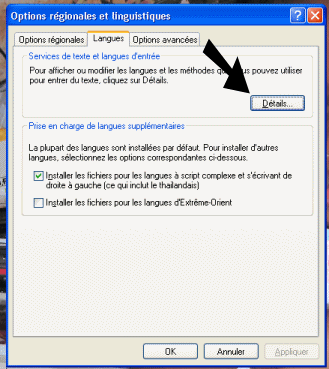 Options régionales et linguistiques
Options régionales
Langues
Options avancées
Services de texte et langues d'entrée
Pour afficher ou modifier les langues et les méthodes pouvez utiliser
pour entrer du texte, cliquez sur Détails.
Détails...
Prise en charge de langues supplémentaires
La plupart des langues sont installées par défaut. Pour installer d'autres
langues, sélectionnez les options correspondantes ci-dessous.
Installer les fichiers pour les langues à script complexe et s'écrivant de
droite à gauche (ce qui inclut le thaïlandais)
Installer les fichiers pour les langues d'Extrême-Orient
OK
Annuler
Appliquer